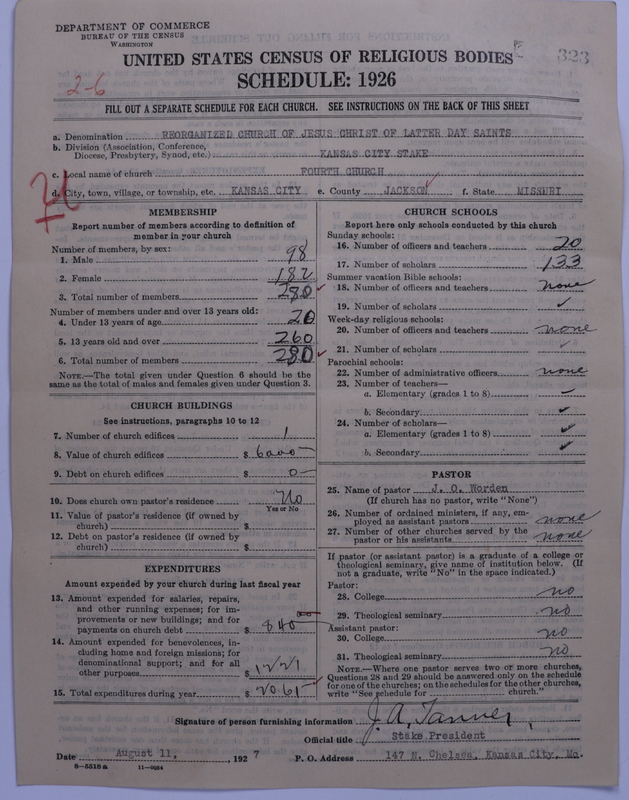 DEPARTMENT OF COMMERCE
BUREAU OF THE CENSUS
WASHINGTON
323
UNITED STATES CENSUS OF RELIGIOUS BODIES
SCHEDULE: 1926
2-6
FILL OUT A SEPARATE SCHEDULE FOR EACH CHURCH. SEE INSTRUCTIONS ON THE BACK OF THIS SHEET
a. Denomination REORGANIZED CHURCH OF JESUS CHRIST OF LATTER DAY SAINTS
b. Division (Association, Conference, Diocese, Presbytery, Synod, etc.) KANSAS CITY STAKE
c. Local name of church FOURTH CHURCH
d. City, town, village, or township, etc. KANSAS CITY e. County JACKSON f. State MISSURI
MEMBERSHIP
Report number of members according to definition of
member in your church
Number of members, by sex:
1. Male 98
2. Female 182
3. Total number of members 280
Number of members under and over 13 years old:
4. Under 13 years of age 20
5. 13 years old and over 260
6. Total number of members 280
NOTE.—The total given under Question 6 should be the
same as the total of males and females given under Question 3.
CHURCH BUILDINGS
See instructions, paragraphs 10 to 12
7. Number of church edifices 1
8. Value of church edifices $ 6000
9. Debt on church edifices $ 0
10. Does church own pastor's residence No
Yes or No
11. Value of pastor's residence (if owned by
church) $
12. Debt on pastor's residence (if owned by
church) $
EXPENDITURES
Amount expended by your church during last fiscal year
13. Amount expended for salaries, repairs,
and other running expenses; for im-
provements or new buildings; and for
payments on church debt $ 840
14. Amount expended for benevolences, in-
cluding home and foreign missions; for
denominational support; and for all
other purposes $ 1221
15. Total expenditures during year $ 2061
CHURCH SCHOOLS
Report here only schools conducted by this church
Sunday schools:
16. Number of officers and teachers 20
17. Number of scholars 133
Summer vacation Bible schools:
18. Number of officers and teachers none
19. Number of scholars ✓
Week-day religious schools:
20. Number of officers and teachers none
21. Number of scholars ✓
Parochial schools:
22. Number of administrative officers none
23. Number of teachers—
a. Elementary (grades 1 to 8) ✓
b. Secondary ✓
24. Number of scholars—
a. Elementary (grades 1 to 8) ✓
b. Secondary ✓
PASTOR
25. Name of pastor J. O. Worden
(If church has no pastor, write "None")
26. Number of ordained ministers, if any, em-
ployed as assistant pastors none
27. Number of other churches served by the
pastor or his assistants none
If pastor (or assistant pastor) is a graduate of a college or
theological seminary, give name of institution below. (If
not a graduate, write "No" in the space indicated.)
Pastor:
28. College no
29. Theological seminary no
Assistant pastor:
30. College no
31. Theological seminary no
NOTE.—Where one pastor serves two or more churches,
Questions 28 and 29 should be answered only on the schedule
for one of the churches; on the schedules for the other churches,
write "See schedule for church."
Signature of person furnishing information J. A. Tanner
Official title Stake President
Date August 11, 1927 P. O. Address 147 N. Chelsea, Kansas City, Mo.
8-5518a 11-9284